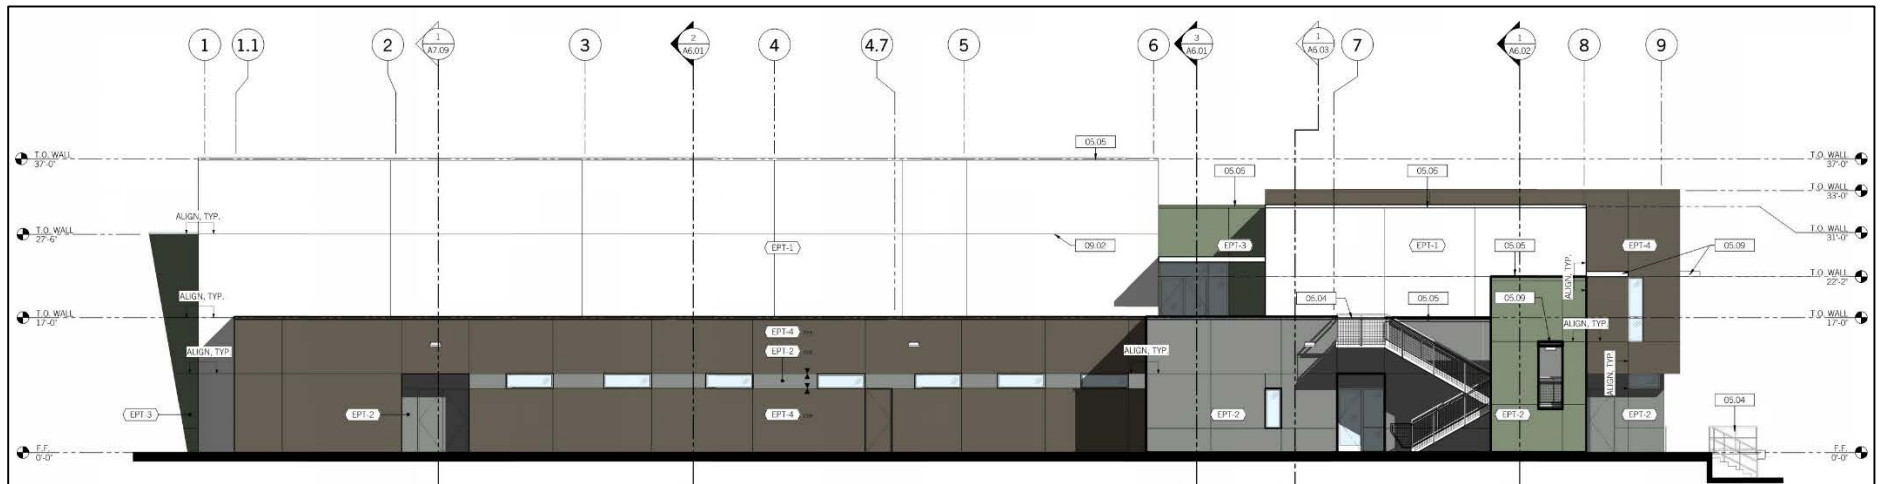 1
1.1
2
1
A7.09
3
2
A6.01
4
4.7
5
6
3
A6.01
1
A6.03
7
1
A6.02
8
9
05.05
T.O. WALL
37'-0"
T.O. WALL
37'-0"
05.05
05.05
T.O. WALL
33'-0"
ALIGN, TYP.
T.O. WALL
27'-6"
EPT-1
09.02
EPT-3
EPT-1
05.05
EPT-4
05.09
T.O. WALL
31'-0"
ALIGN, TYP.
T.O. WALL
22'-2"
ALIGN, TYP.
05.04
05.05
05.09
T.O. WALL
17'-0"
T.O. WALL
17'-0"
EPT-4
ALIGN, TYP.
ALIGN, TYP.
EPT-2
ALIGN, TYP.
ALIGN, TYP.
EPT-3
EPT-2
EPT-4
EPT-2
EPT-2
EPT-2
05.04
F.F.
0'-0"
F.F.
0'-0"